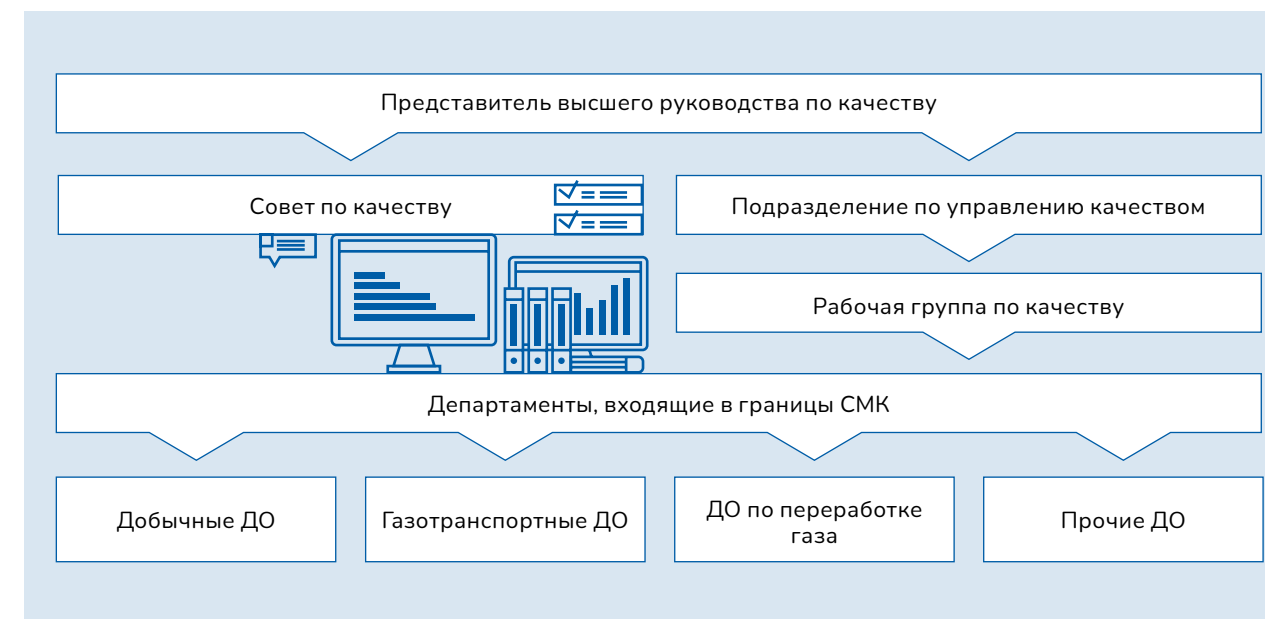 Представитель высшего руководства по качеству
Совет по качеству
Подразделение по управлению качеством
Рабочая группа по качеству
Департаменты, входящие в границы СМК
Добычные ДО
Газотранспортные ДО
ДО по переработке
газа
Прочие ДО